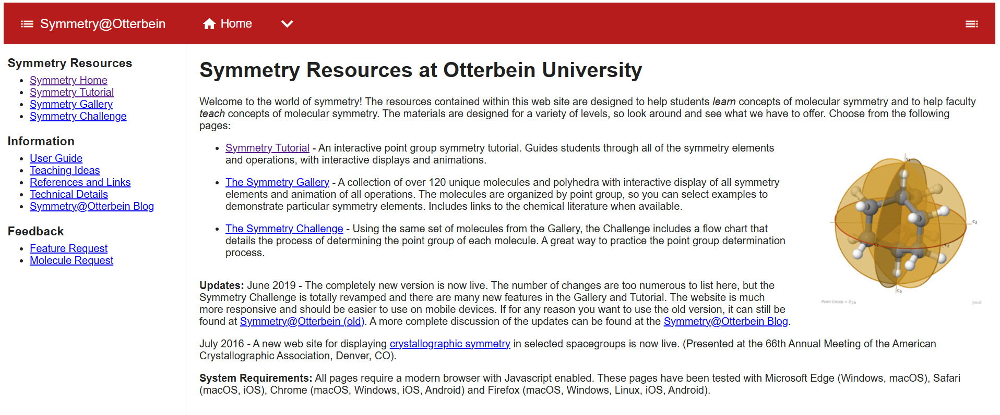 Symmetry@Otterbein
Home
Symmetry Resources
Symmetry Home
Symmetry Tutorial
Symmetry Gallery
Symmetry Challenge
Information
User Guide
Teaching Ideas
References and Links
Technical Details
Symmetry@Otterbein Blog
Feedback
Feature Request
Molecule Request
Symmetry Resources at Otterbein University
Welcome to the world of symmetry! The resources contained within this web site are designed to help students learn concepts of molecular symmetry and to help faculty
teach concepts of molecular symmetry. The materials are designed for a variety of levels, so look around and see what we have to offer. Choose from the following
pages:
Symmetry Tutorial - An interactive point group symmetry tutorial. Guides students through all of the symmetry elements
and operations, with interactive displays and animations.
The Symmetry Gallery - A collection of over 120 unique molecules and polyhedra with interactive display of all symmetry
elements and animation of all operations. The molecules are organized by point group, so you can select examples to
demonstrate particular symmetry elements. Includes links to the chemical literature when available.
The Symmetry Challenge - Using the same set of molecules from the Gallery, the Challenge includes a flow chart that
details the process of determining the point group of each molecule. A great way to practice the point group determination
process.
C2
C2
C3
Point Group = D3h
jmol
Updates: June 2019 - The completely new version is now live. The number of changes are too numerous to list here, but the
Symmetry Challenge is totally revamped and there are many new features in the Gallery and Tutorial. The website is much
more responsive and should be easier to use on mobile devices. If for any reason you want to use the old version, it can still be
found at Symmetry@Otterbein (old). A more complete discussion of the updates can be found at the Symmetry@Otterbein Blog.
July 2016 - A new web site for displaying crystallographic symmetry in selected spacegroups is now live. (Presented at the 66th Annual Meeting of the American
Crystallographic Association, Denver, CO).
System Requirements: All pages require a modern browser with Javascript enabled. These pages have been tested with Microsoft Edge (Windows, macOS), Safari
(macOS, iOS), Chrome (macOS, Windows, iOS, Android) and Firefox (macOS, Windows, Linux, iOS, Android).